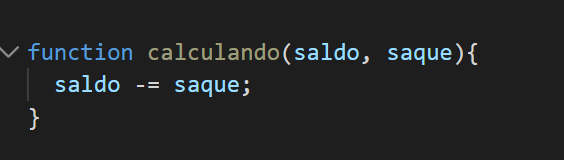 function calculando(saldo, saque){
saldo -= saque;
}